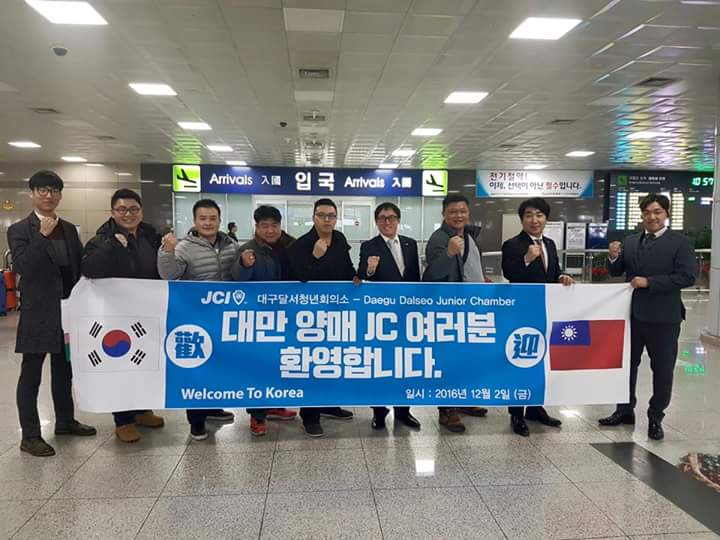 Arrivals 入國 입국 Arrivals 入國
전기절약!
이제, 선택이 아닌 필수입니다.
10:57
JCI 대구달서청년회의소 – Daegu Dalseo Junior Chamber
歡
대만 양매 JC 여러분
환영합니다.
迎
Welcome To Korea
일시 : 2016년 12월 2일 (금)